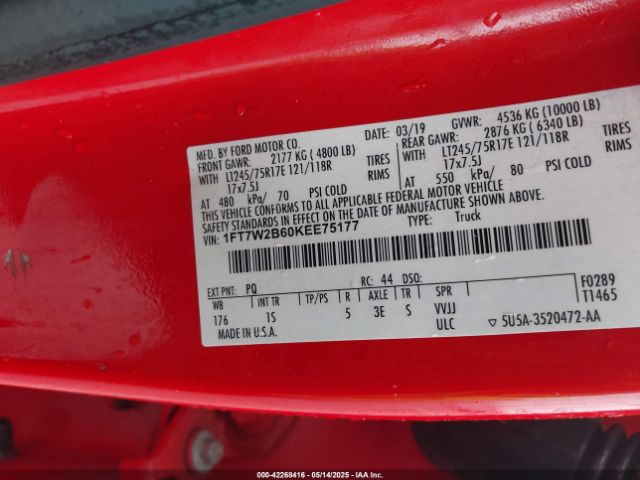 MFD. BY FORD MOTOR CO.
DATE: 03/19 GVWR: 4536 KG (10000 LB)
FRONT GAWR: 2177 KG ( 4800 LB) REAR GAWR: 2876 KG ( 6340 LB)
WITH LT245/75R17E 121/118R TIRES WITH LT245/75R17E 121/118R TIRES
17x7.5J RIMS 17x7.5J RIMS
AT 480 kPa/ 70 PSI COLD AT 550 kPa/ 80 PSI COLD
THIS VEHICLE CONFORMS TO ALL APPLICABLE FEDERAL MOTOR VEHICLE
SAFETY AND THEFT PREVENTION STANDARDS IN EFFECT ON THE DATE OF MANUFACTURE SHOWN ABOVE.
VIN: 1FT7W2B60KEE75177 TYPE: Truck
EXT PNT: PQ RC: 44 DSO: F0289
WB INT TR TP/PS R AXLE TR SPR T1465
176 1S 5 3E S VVJJ
MADE IN U.S.A. ULC ▽ 5U5A-3520472-AA
000-42268416 - 05/14/2025 - IAA Inc.